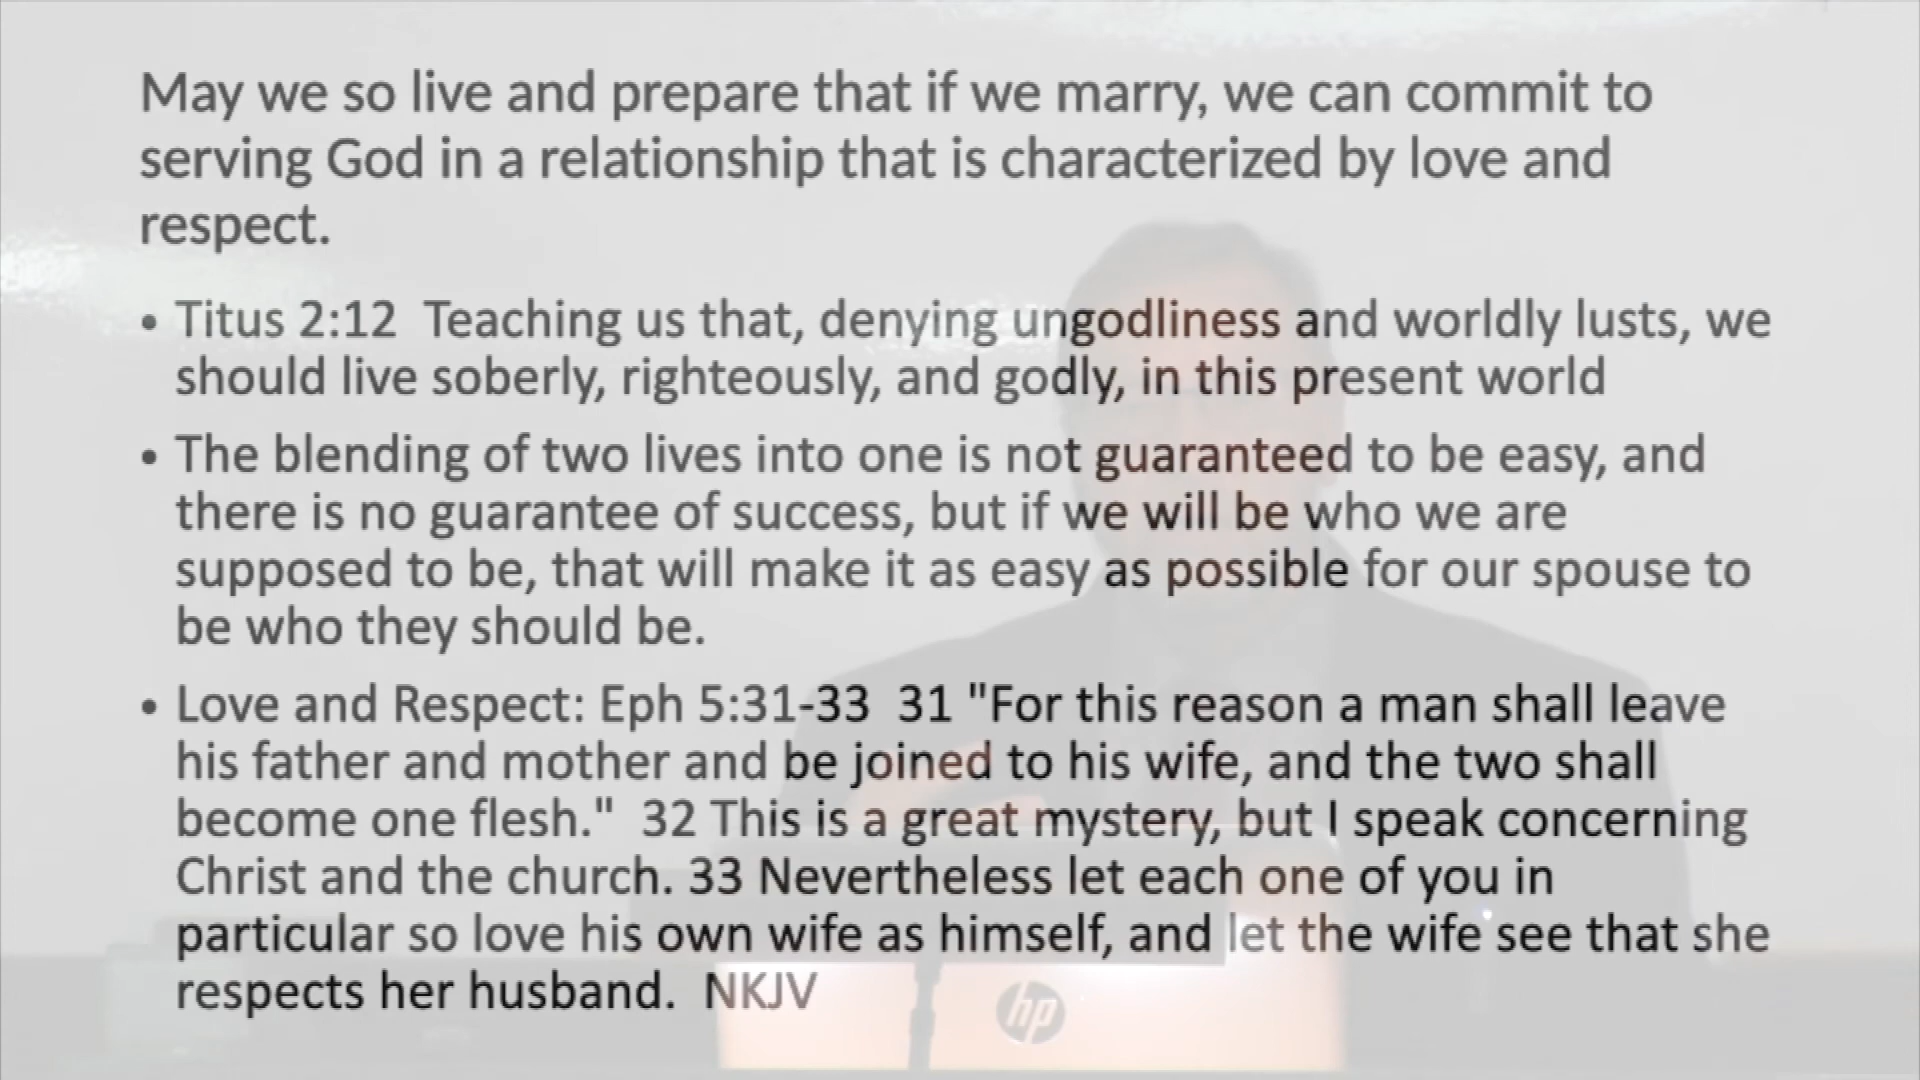 May we so live and prepare that if we marry, we can commit to
serving God in a relationship that is characterized by love and
respect.
• Titus 2:12  Teaching us that, denying ungodliness and worldly lusts, we
should live soberly, righteously, and godly, in this present world
• The blending of two lives into one is not guaranteed to be easy, and
there is no guarantee of success, but if we will be who we are
supposed to be, that will make it as easy as possible for our spouse to
be who they should be.
• Love and Respect: Eph 5:31-33  31 "For this reason a man shall leave
his father and mother and be joined to his wife, and the two shall
become one flesh."  32 This is a great mystery, but I speak concerning
Christ and the church. 33 Nevertheless let each one of you in
particular so love his own wife as himself, and let the wife see that she
respects her husband.  NKJV
hp